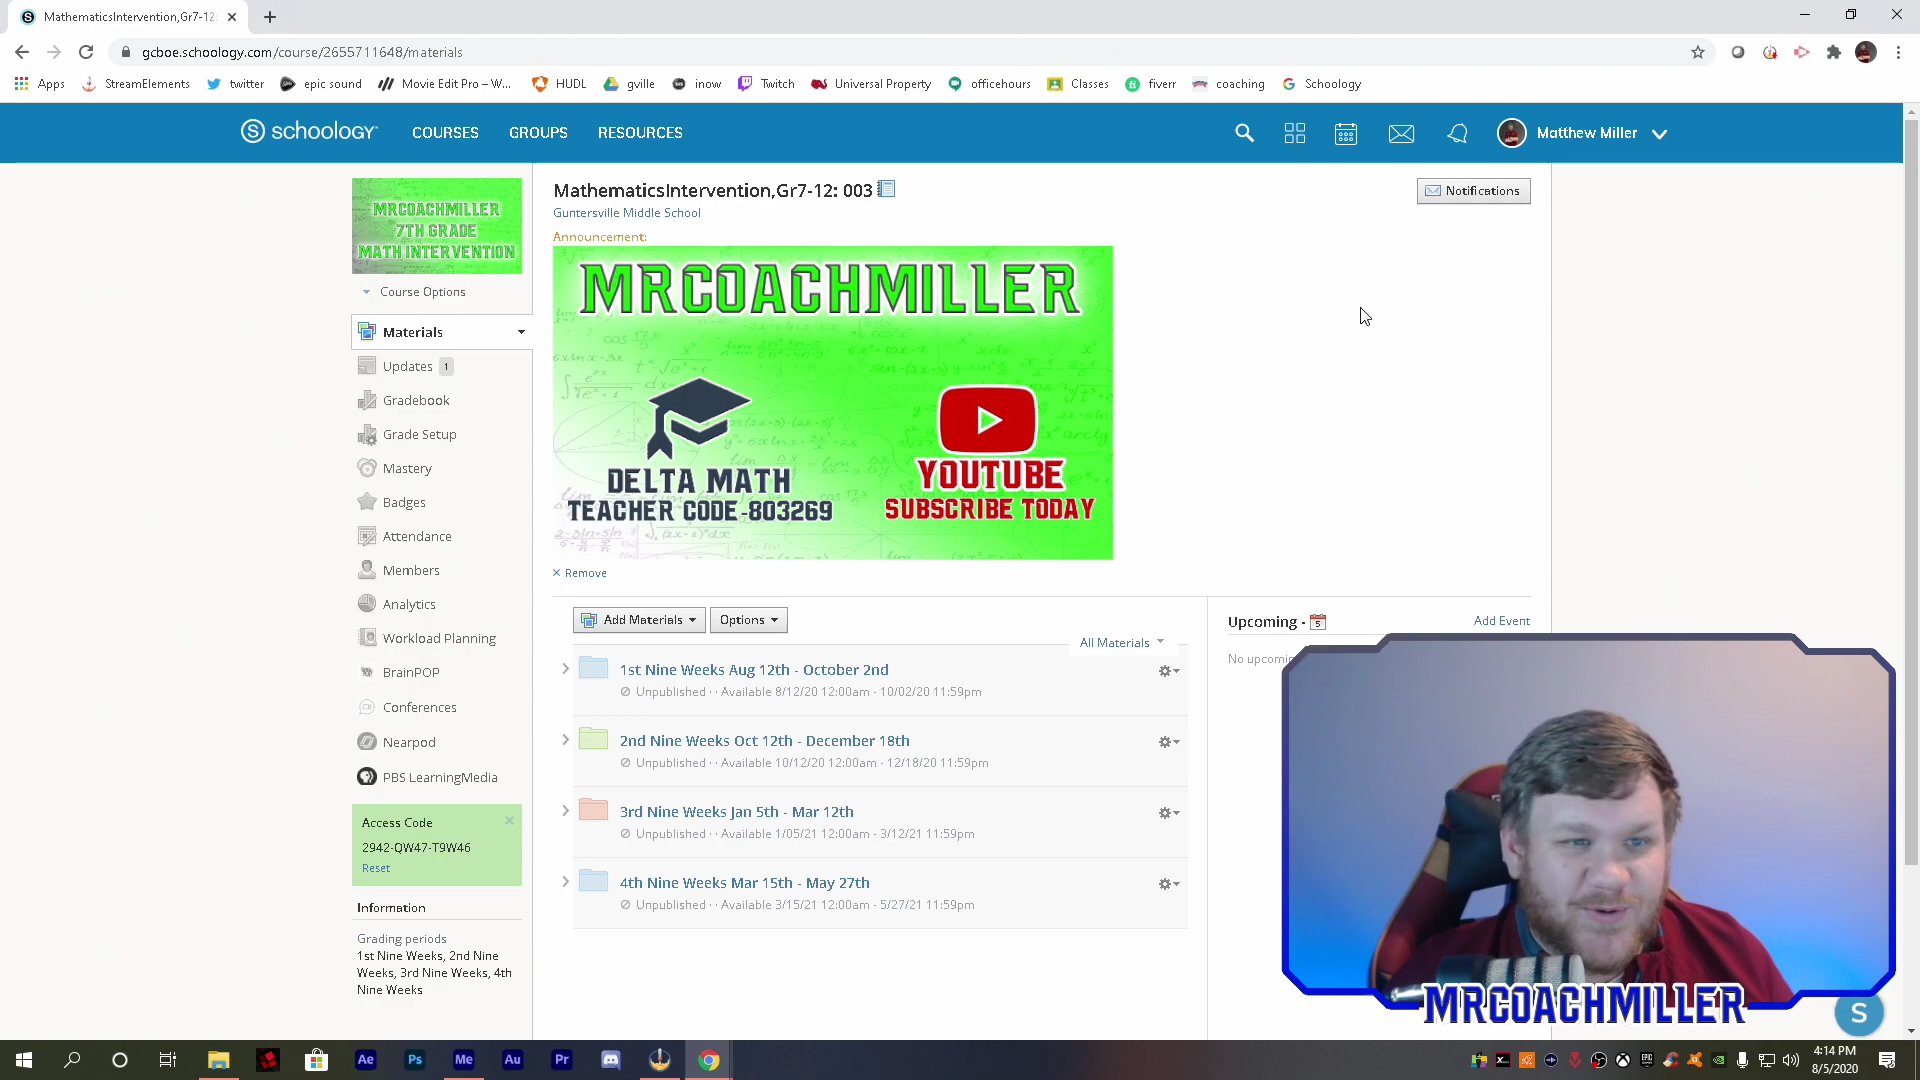 MathematicsIntervention,Gr7-12:
gcboe.schoology.com/course/2655711648/materials
Apps StreamElements twitter epic sound Movie Edit Pro – W... HUDL gville inow Twitch Universal Property officehours Classes fiverr coaching Schoology
S schoology COURSES GROUPS RESOURCES Matthew Miller
MRCOACHMILLER
7TH GRADE
MATH INTERVENTION
Course Options
Materials
Updates 1
Gradebook
Grade Setup
Mastery
Badges
Attendance
Members
Analytics
Workload Planning
BrainPOP
Conferences
Nearpod
PBS LearningMedia
Access Code
2942-QW47-T9W46
Reset
Information
Grading periods
1st Nine Weeks, 2nd Nine
Weeks, 3rd Nine Weeks, 4th
Nine Weeks
MathematicsIntervention,Gr7-12: 003
Notifications
Guntersville Middle School
Announcement:
MRCOACHMILLER
DELTA MATH
TEACHER CODE-803269
YOUTUBE
SUBSCRIBE TODAY
Remove
Add Materials Options
All Materials
1st Nine Weeks Aug 12th - October 2nd
Unpublished · · Available 8/12/20 12:00am - 10/02/20 11:59pm
2nd Nine Weeks Oct 12th - December 18th
Unpublished · · Available 10/12/20 12:00am - 12/18/20 11:59pm
3rd Nine Weeks Jan 5th - Mar 12th
Unpublished · · Available 1/05/21 12:00am - 3/12/21 11:59pm
4th Nine Weeks Mar 15th - May 27th
Unpublished · · Available 3/15/21 12:00am - 5/27/21 11:59pm
Upcoming - 5 Add Event
No
MRCOACHMILLER
S
Ae Ps Me Au Pr
4:14 PM
8/5/2020